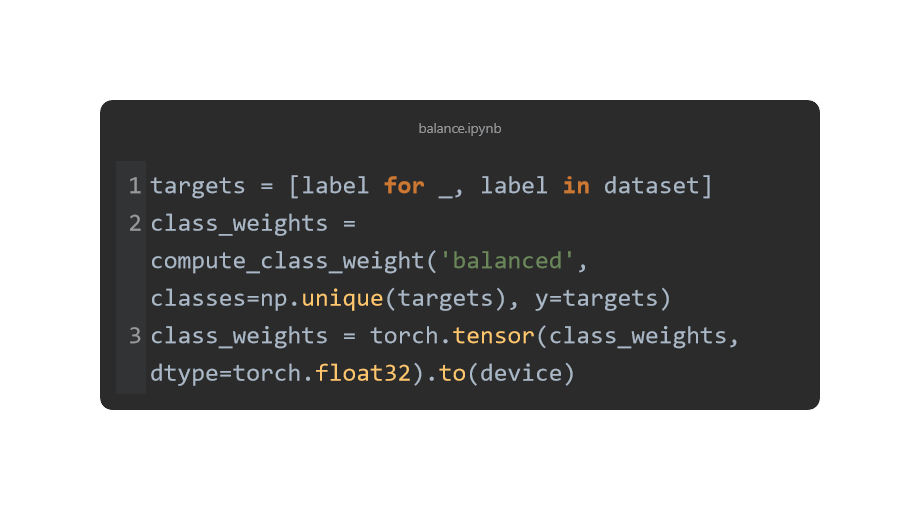 balance.ipynb
1 targets = [label for _, label in dataset]
2 class_weights =
compute_class_weight('balanced',
classes=np.unique(targets), y=targets)
3 class_weights = torch.tensor(class_weights,
dtype=torch.float32).to(device)